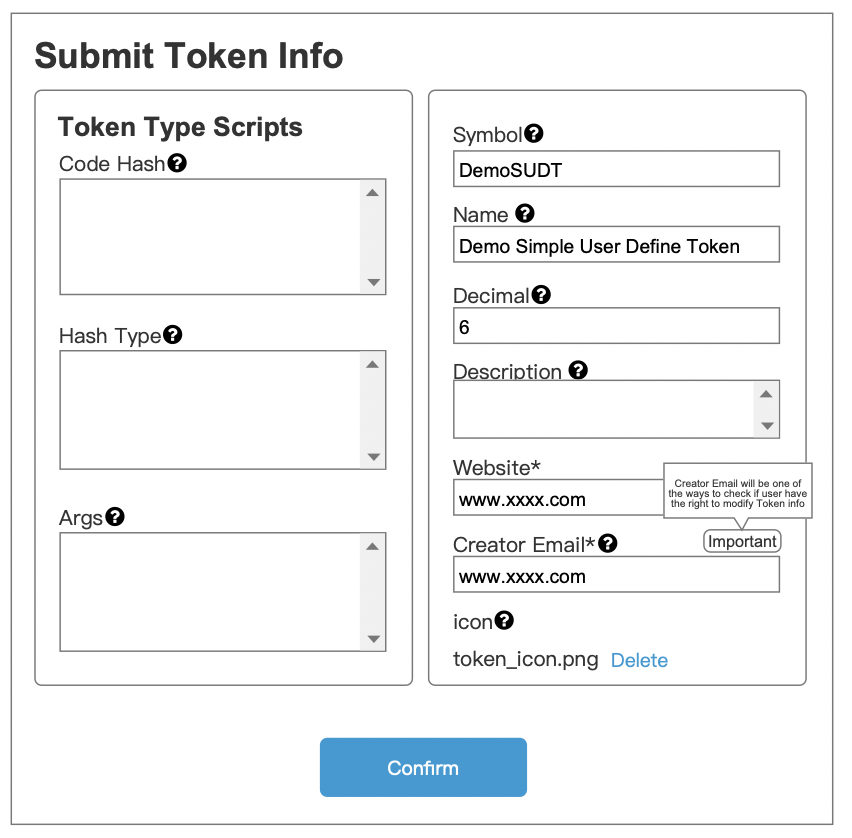 Submit Token Info
Token Type Scripts
Code Hash?
Hash Type?
Args?
Symbol?
DemoSUDT
Name ?
Demo Simple User Define Token
Decimal?
6
Description ?
Website*
www.xxxx.com
Creator Email will be one of
the ways to check if user have
the right to modify Token info
Creator Email*?
Important
www.xxxx.com
icon?
token_icon.png Delete
Confirm